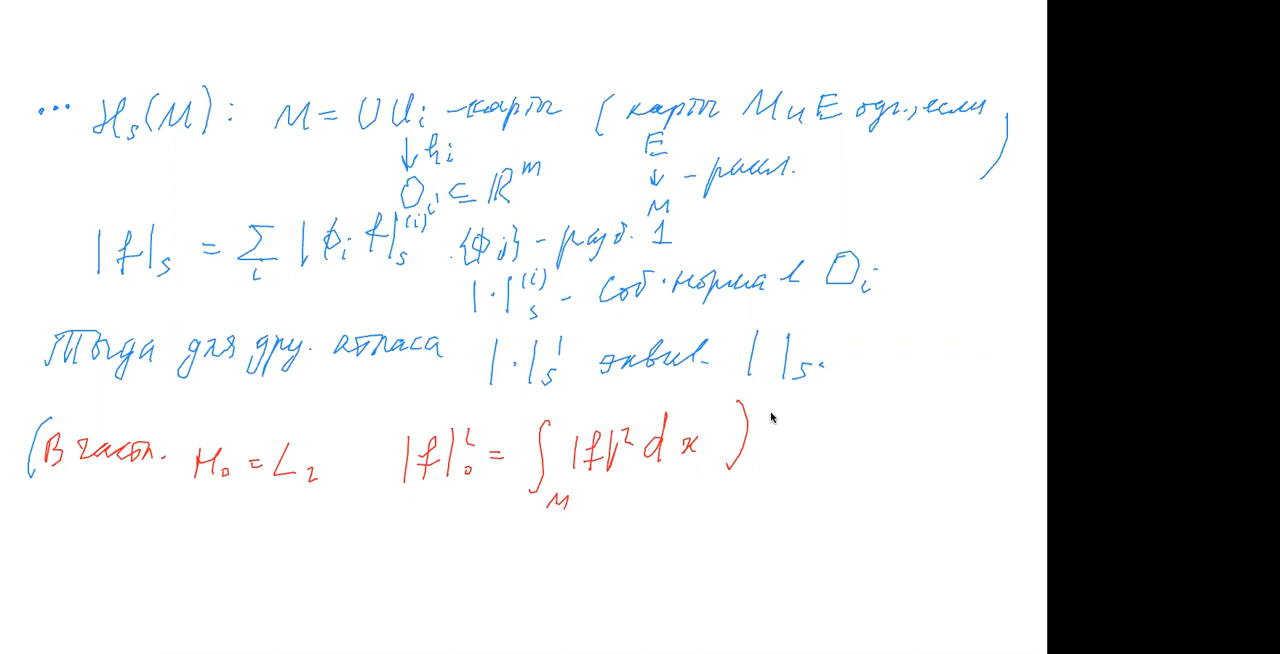 ... H_s(M): M = ∪U_i – карты (карты M и E одн., если
↓h_i E
O_i ⊆ ℝ^m ↓ – рассл.)
M
|f|_s = Σ_i |ϕ_i f|_s^{(i)} {ϕ_i} – разб. 1
|·|_s^{(i)} – соб. норма в O_i
Тогда для друг. атласа |·|'_s эквив. | |_s.
(В частн. H_0 = L_2 |f|_0^2 = ∫_M |f|^2 dx)